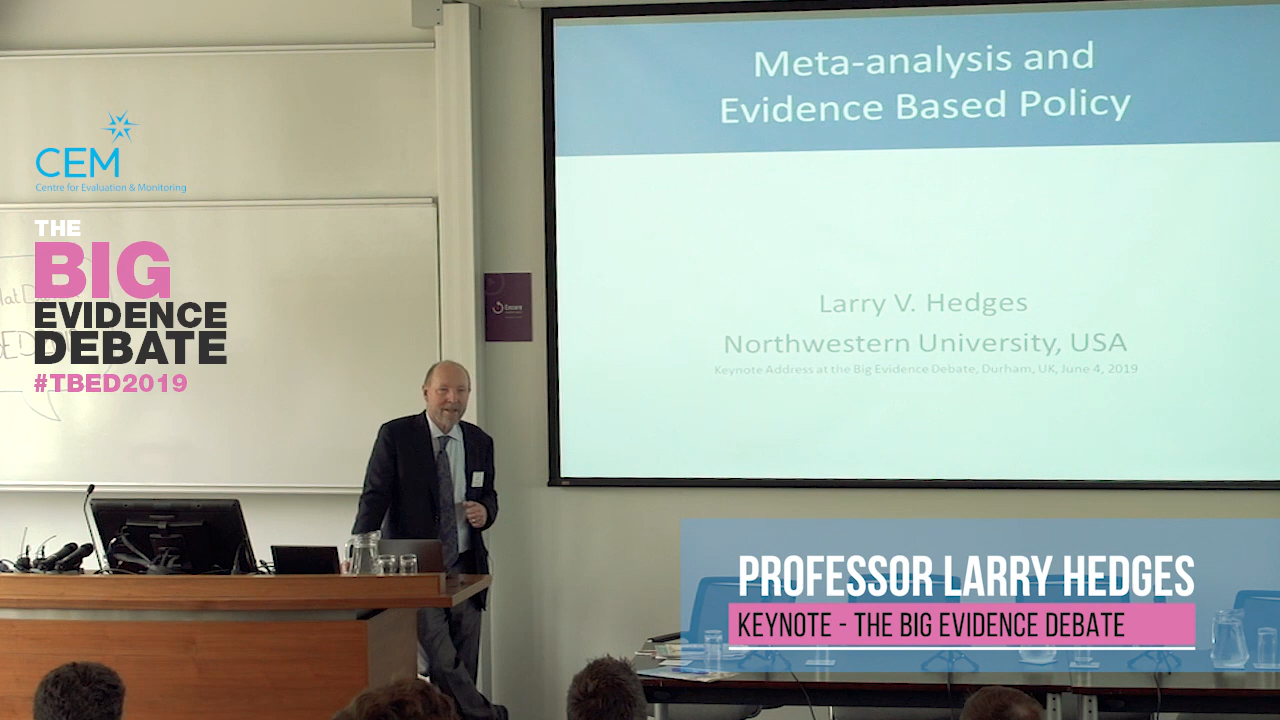 CEM
Centre for Evaluation & Monitoring
THE
BIG
EVIDENCE
DEBATE
#TBED2019
Meta-analysis and
Evidence Based Policy
Larry V. Hedges
Northwestern University, USA
Keynote Address at the Big Evidence Debate, Durham, UK, June 4, 2019
PROFESSOR LARRY HEDGES
KEYNOTE - THE BIG EVIDENCE DEBATE